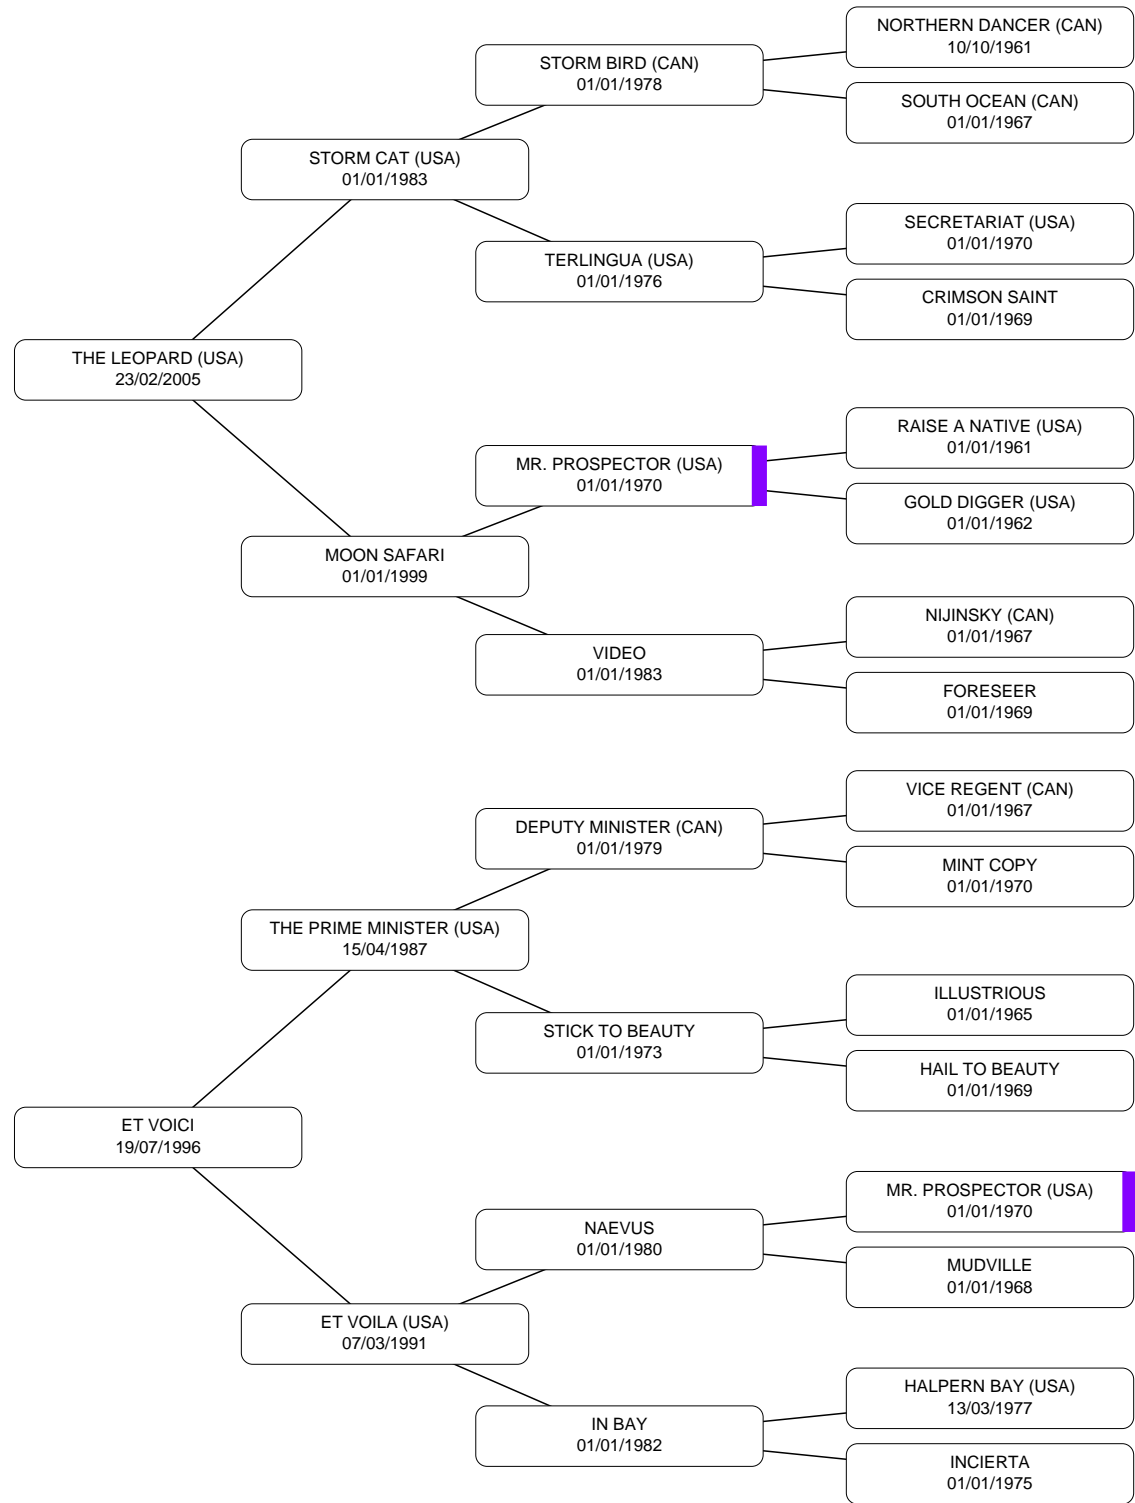 NORTHERN DANCER (CAN)
10/10/1961
STORM BIRD (CAN)
01/01/1978
SOUTH OCEAN (CAN)
01/01/1967
STORM CAT (USA)
01/01/1983
SECRETARIAT (USA)
01/01/1970
TERLINGUA (USA)
01/01/1976
CRIMSON SAINT
01/01/1969
THE LEOPARD (USA)
23/02/2005
RAISE A NATIVE (USA)
01/01/1961
MR. PROSPECTOR (USA)
01/01/1970
GOLD DIGGER (USA)
01/01/1962
MOON SAFARI
01/01/1999
NIJINSKY (CAN)
01/01/1967
VIDEO
01/01/1983
FORESEER
01/01/1969
VICE REGENT (CAN)
01/01/1967
DEPUTY MINISTER (CAN)
01/01/1979
MINT COPY
01/01/1970
THE PRIME MINISTER (USA)
15/04/1987
ILLUSTRIOUS
01/01/1965
STICK TO BEAUTY
01/01/1973
HAIL TO BEAUTY
01/01/1969
ET VOICI
19/07/1996
MR. PROSPECTOR (USA)
01/01/1970
NAEVUS
01/01/1980
MUDVILLE
01/01/1968
ET VOILA (USA)
07/03/1991
HALPERN BAY (USA)
13/03/1977
IN BAY
01/01/1982
INCIERTA
01/01/1975